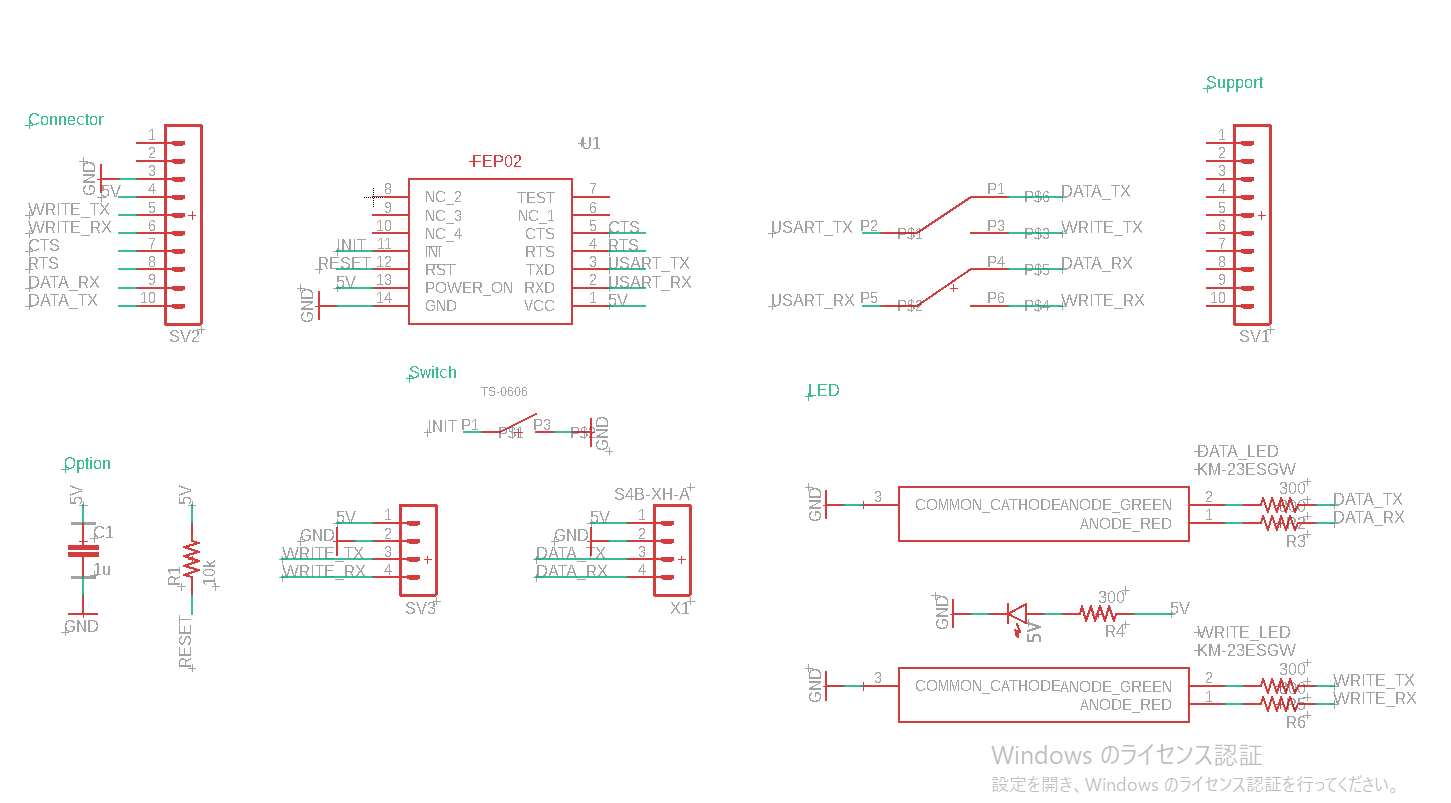 Connector
1
2
3
4
5
6
7
8
9
10
GND
5V
WRITE_TX
WRITE_RX
CTS
RTS
DATA_RX
DATA_TX
SV2
U1
FEP02
8 NC_2 TEST 7
9 NC_3 NC_1 6
10 NC_4 CTS 5 CTS
INIT 11 INT RTS 4 RTS
RESET 12 RST TXD 3 USART_TX
5V 13 POWER_ON RXD 2 USART_RX
GND 14 GND VCC 1 5V
USART_TX P2 P$1 P1 P$6 DATA_TX
P3 P$3 WRITE_TX
P4 P$5 DATA_RX
USART_RX P5 P$2 P6 P$4 WRITE_RX
Support
1
2
3
4
5
6
7
8
9
10
SV1
Switch
TS-0606
INIT P1 P$1 P3 GND
Option
5V
C1
1u
GND
5V
R1
10k
RESET
5V 1
GND 2
WRITE_TX 3
WRITE_RX 4
SV3
S4B-XH-A
5V 1
GND 2
DATA_TX 3
DATA_RX 4
X1
LED
DATA_LED
KM-23ESGW
GND 3 COMMON_CATHODE ANODE_GREEN 2 300 DATA_TX
ANODE_RED 1 DATA_RX
R3
GND 5V 300 R4 5V
WRITE_LED
KM-23ESGW
GND 3 COMMON_CATHODE ANODE_GREEN 2 300 WRITE_TX
ANODE_RED 1 WRITE_RX
R6
Windows のライセンス認証
設定を開き、Windows のライセンス認証を行ってください。